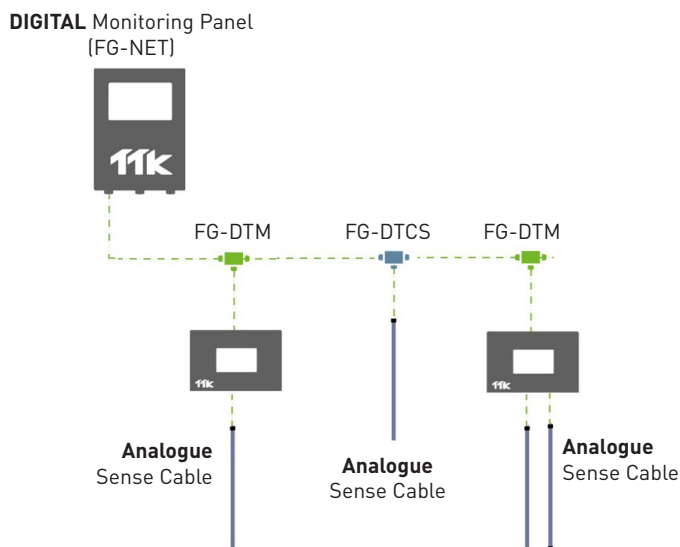 DIGITAL Monitoring Panel
(FG-NET)
TTK
FG-DTM
FG-DTCS
FG-DTM
TTK
TTK
Analogue
Sense Cable
Analogue
Sense Cable
Analogue
Sense Cable